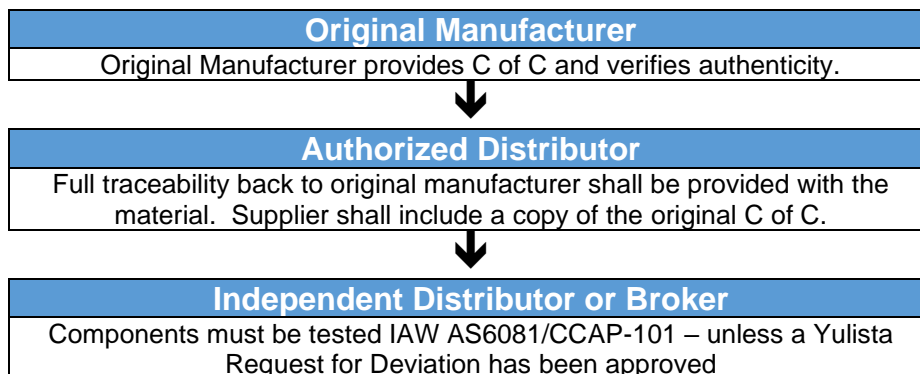 Original Manufacturer
Original Manufacturer provides C of C and verifies authenticity.
Authorized Distributor
Full traceability back to original manufacturer shall be provided with the
material.  Supplier shall include a copy of the original C of C.
Independent Distributor or Broker
Components must be tested IAW AS6081/CCAP-101 – unless a Yulista
Request for Deviation has been approved